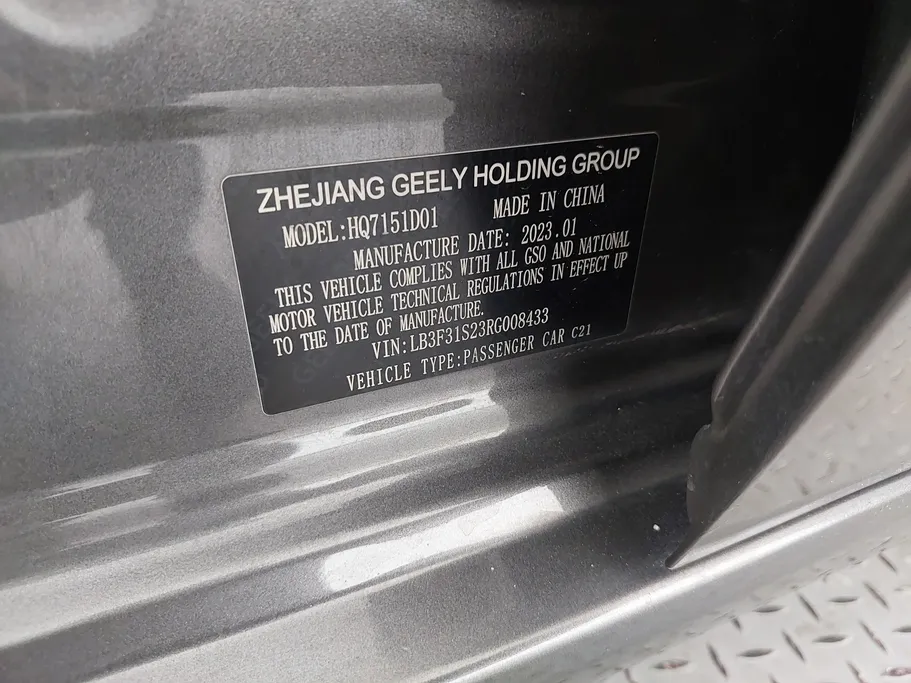 ZHEJIANG GEELY HOLDING GROUP
MODEL:HQ7151D01 MADE IN CHINA
MANUFACTURE DATE: 2023.01
THIS VEHICLE COMPLIES WITH ALL GSO AND NATIONAL
MOTOR VEHICLE TECHNICAL REGULATIONS IN EFFECT UP
TO THE DATE OF MANUFACTURE.
VIN:LB3F31S23RG008433
VEHICLE TYPE:PASSENGER CAR C21